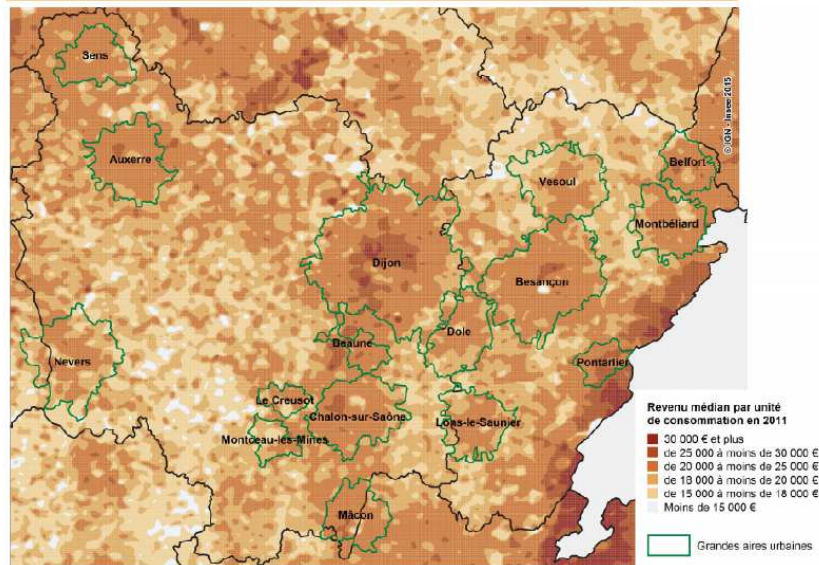 Sens
Auxerre
Belfort
Vesoul
Montbéliard
Dijon
Besançon
Dole
Beaune
Nevers
Pontarlier
Le Creusot
Chalon-sur-Saône
Lons-le-Saunier
Montceau-les-Mines
Mâcon
© IGN - Insee 2015
Revenu médian par unité
de consommation en 2011
30 000 € et plus
de 25 000 à moins de 30 000 €
de 20 000 à moins de 25 000 €
de 18 000 à moins de 20 000 €
de 15 000 à moins de 18 000 €
Moins de 15 000 €
Grandes aires urbaines